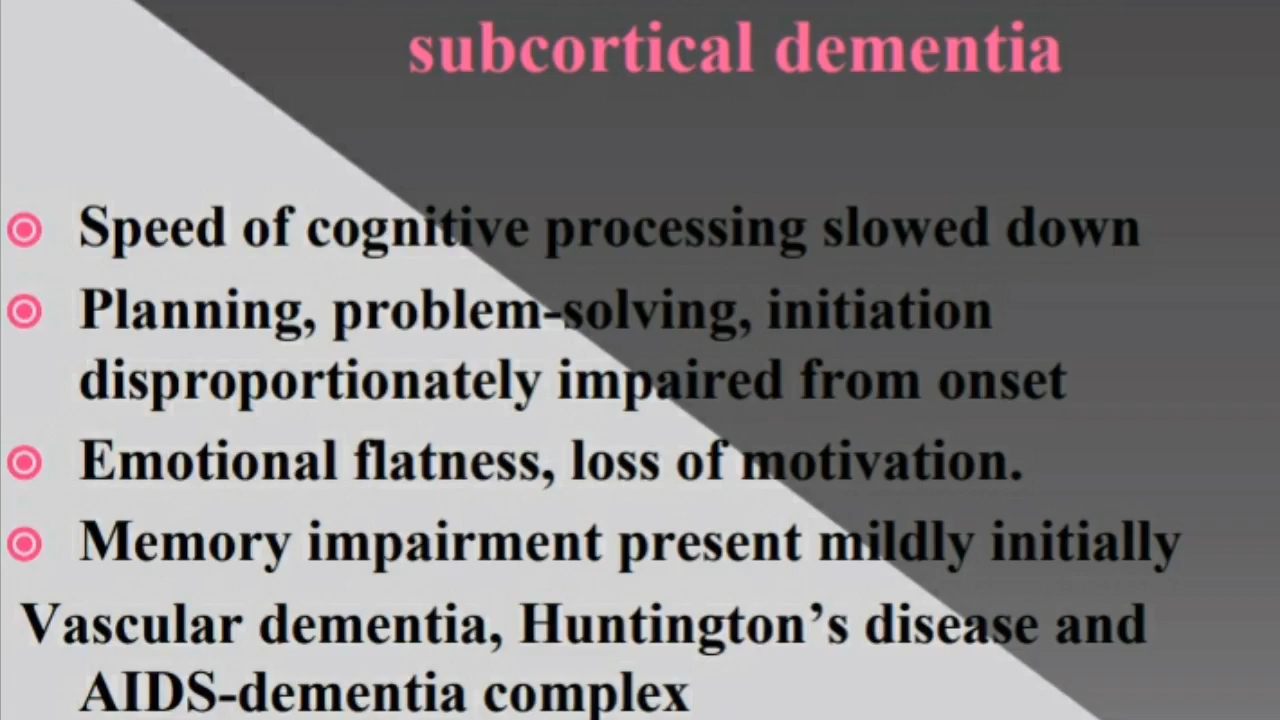 subcortical dementia
Speed of cognitive processing slowed down
Planning, problem-solving, initiation
disproportionately impaired from onset
Emotional flatness, loss of motivation.
Memory impairment present mildly initially
Vascular dementia, Huntington’s disease and
AIDS-dementia complex